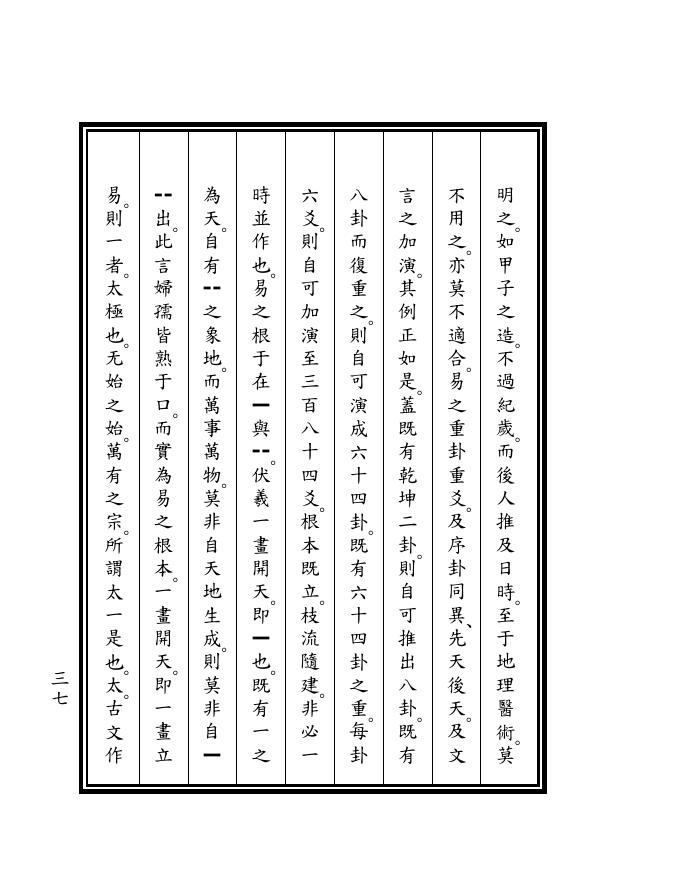 明之。如甲子之造。不過紀歲。而後人推及日時。至于地理醫術。莫
不用之。亦莫不適合。易之重卦重爻。及序卦同異、先天後天。及文
言之加演。其例正如是。蓋既有乾坤二卦。則自可推出八卦。既有
八卦而復重之。則自可演成六十四卦。既有六十四卦之重。每卦
六爻。則自可加演至三百八十四爻。根本既立。枝流隨建。非必一
時並作也。易之根于在⚊與⚋。伏羲一畫開天。即⚊也。既有一之
為天。自有⚋之象地。而萬事萬物。莫非自天地生成。則莫非自⚊
⚋出。此言婦孺皆熟于口。而實為易之根本。一畫開天。即一畫立
易。則一者。太極也。无始之始。萬有之宗。所謂太一是也。太。古文作
三七